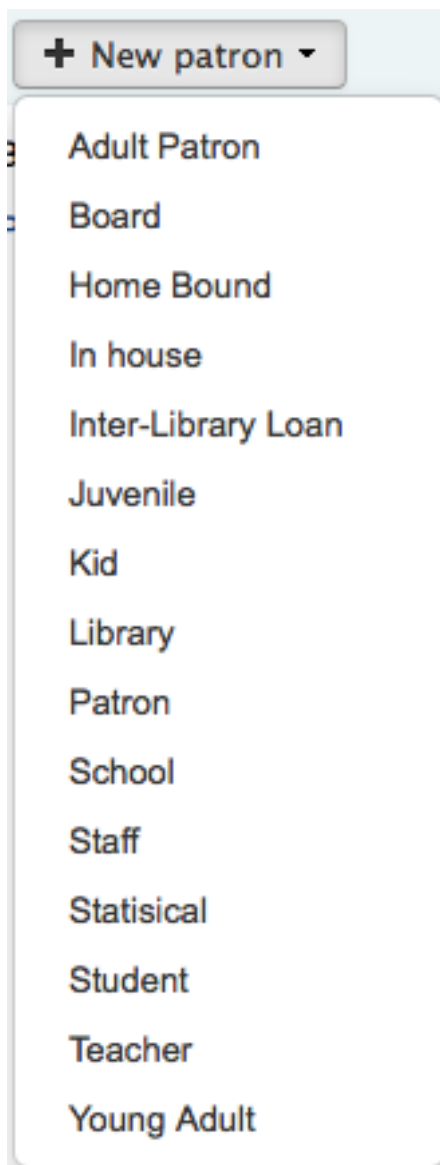 + New patron
Adult Patron
Board
Home Bound
In house
Inter-Library Loan
Juvenile
Kid
Library
Patron
School
Staff
Statisical
Student
Teacher
Young Adult